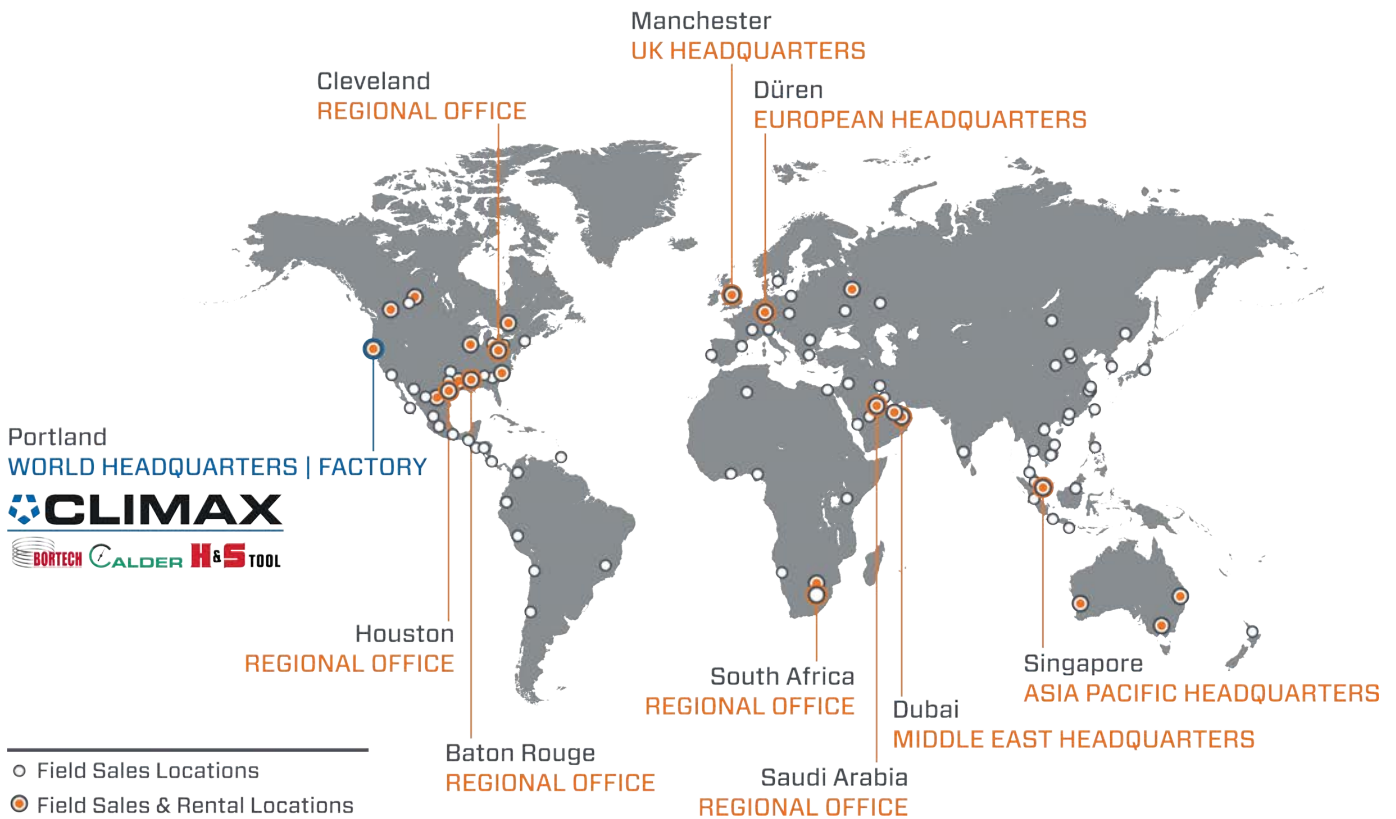 Manchester
UK HEADQUARTERS
Cleveland
REGIONAL OFFICE
Düren
EUROPEAN HEADQUARTERS
Portland
WORLD HEADQUARTERS | FACTORY
CLIMAX
BORTECH CALDER H&S TOOL
Houston
REGIONAL OFFICE
South Africa
REGIONAL OFFICE
Singapore
ASIA PACIFIC HEADQUARTERS
Dubai
MIDDLE EAST HEADQUARTERS
Baton Rouge
REGIONAL OFFICE
Saudi Arabia
REGIONAL OFFICE
Field Sales Locations
Field Sales & Rental Locations